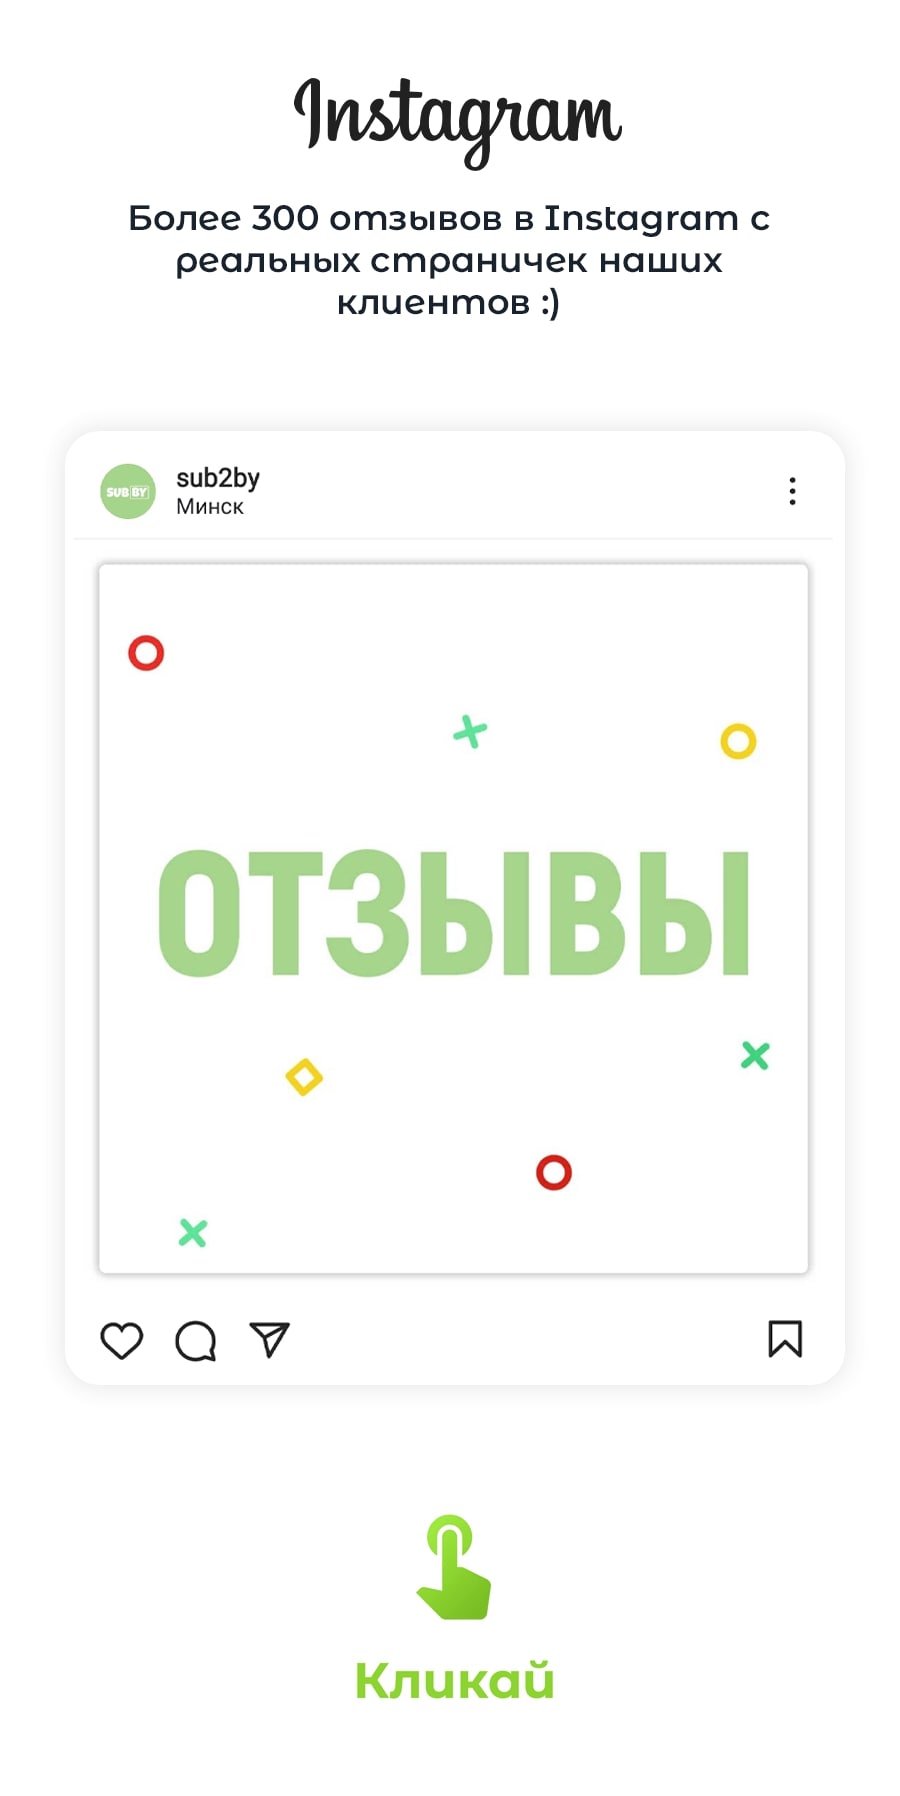 Instagram
Более 300 отзывов в Instagram с
реальных страничек наших
клиентов :)
SUB BY
sub2by
Минск
ОТЗЫВЫ
Кликай